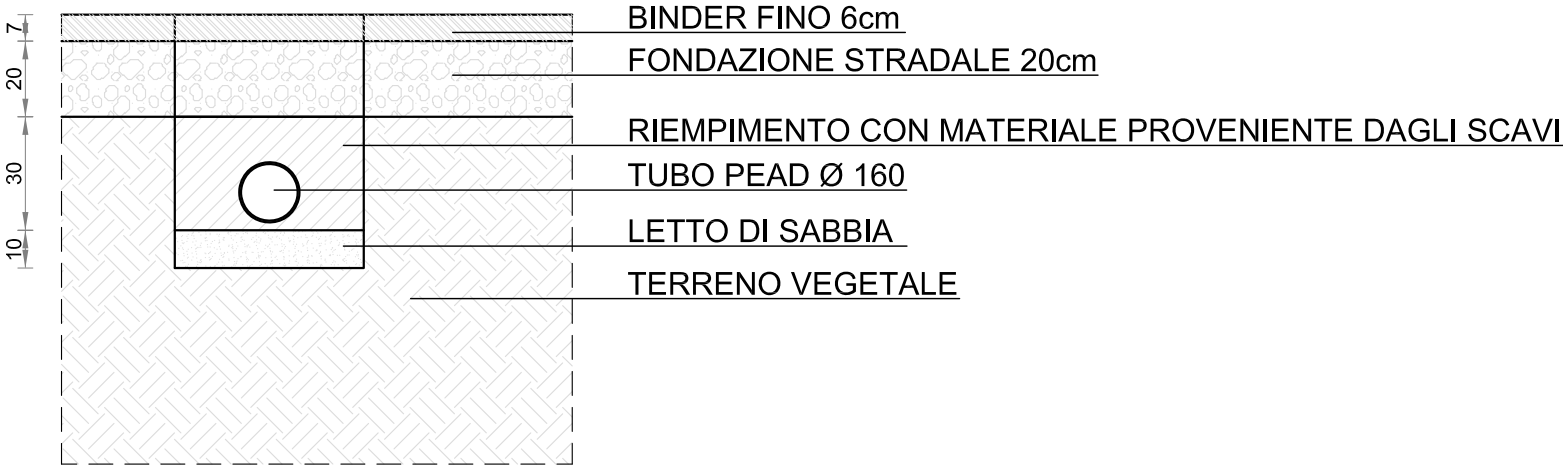 BINDER FINO 6cm
FONDAZIONE STRADALE 20cm
RIEMPIMENTO CON MATERIALE PROVENIENTE DAGLI SCAVI
TUBO PEAD Ø 160
LETTO DI SABBIA
TERRENO VEGETALE
7
20
30
10